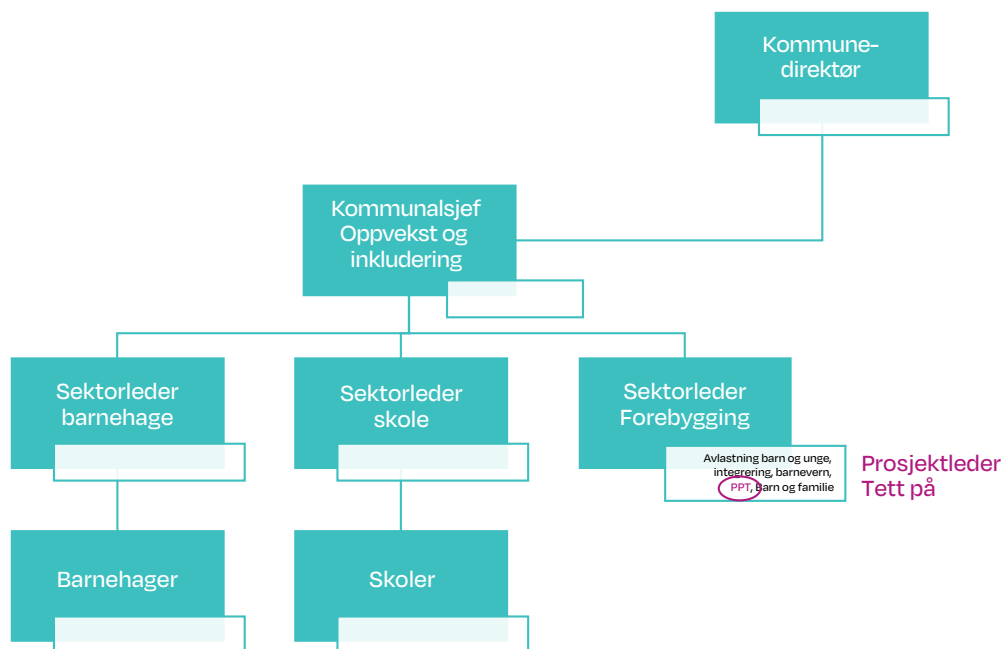 Kommune-
direktør
Kommunalsjef
Oppvekst og
inkludering
Sektorleder
barnehage
Sektorleder
skole
Sektorleder
Forebygging
Avlastning barn og unge,
integrering, barnevern,
PPT, Barn og familie
Prosjektleder
Tett på
Barnehager
Skoler